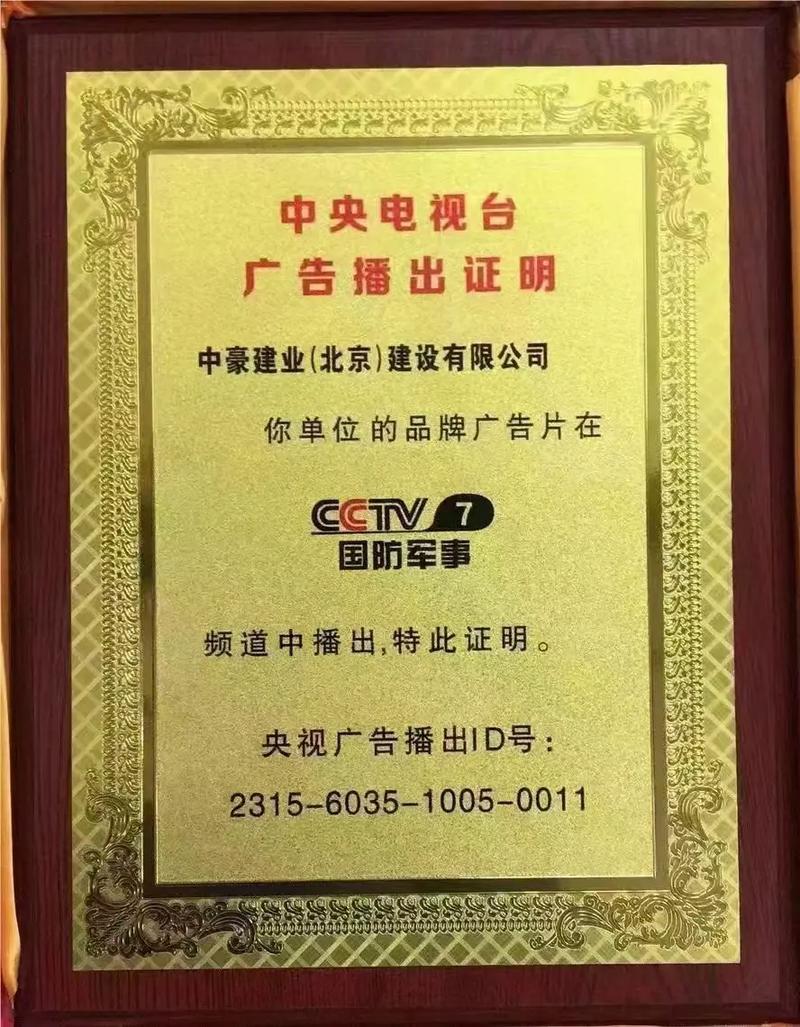 中央电视台
广告播出证明
中豪建业(北京)建设有限公司
你单位的品牌广告片在
CCTV 7
国防军事
频道中播出,特此证明。
央视广告播出ID号:
2315-6035-1005-0011